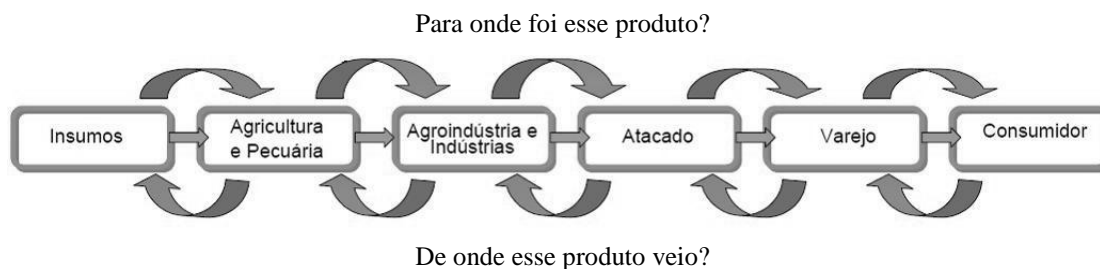 Para onde foi esse produto?
Insumos
Agricultura
e Pecuária
Agroindústria e
Indústrias
Atacado
Varejo
Consumidor
De onde esse produto veio?